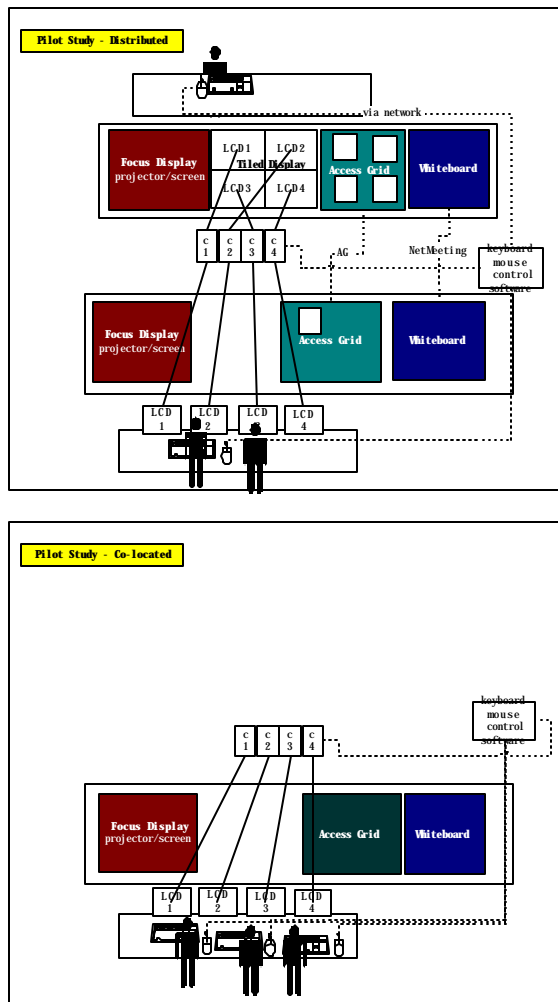 Pilot Study - Distributed
via network
Focus Display
projector/screen
LCD1
LCD2
Tiled Display
LCD3
LCD4
Access Grid
Whiteboard
c
1
c
2
c
3
c
4
AG
NetMeeting
keyboard
mouse
control
software
Focus Display
projector/screen
Access Grid
Whiteboard
LCD
1
LCD
2
LCD
LCD
4
Pilot Study - Co-located
keyboard
mouse
control
software
c
1
c
2
c
3
c
4
Focus Display
projector/screen
Access Grid
Whiteboard
LCD
1
LCD
2
LCD
3
LCD
4